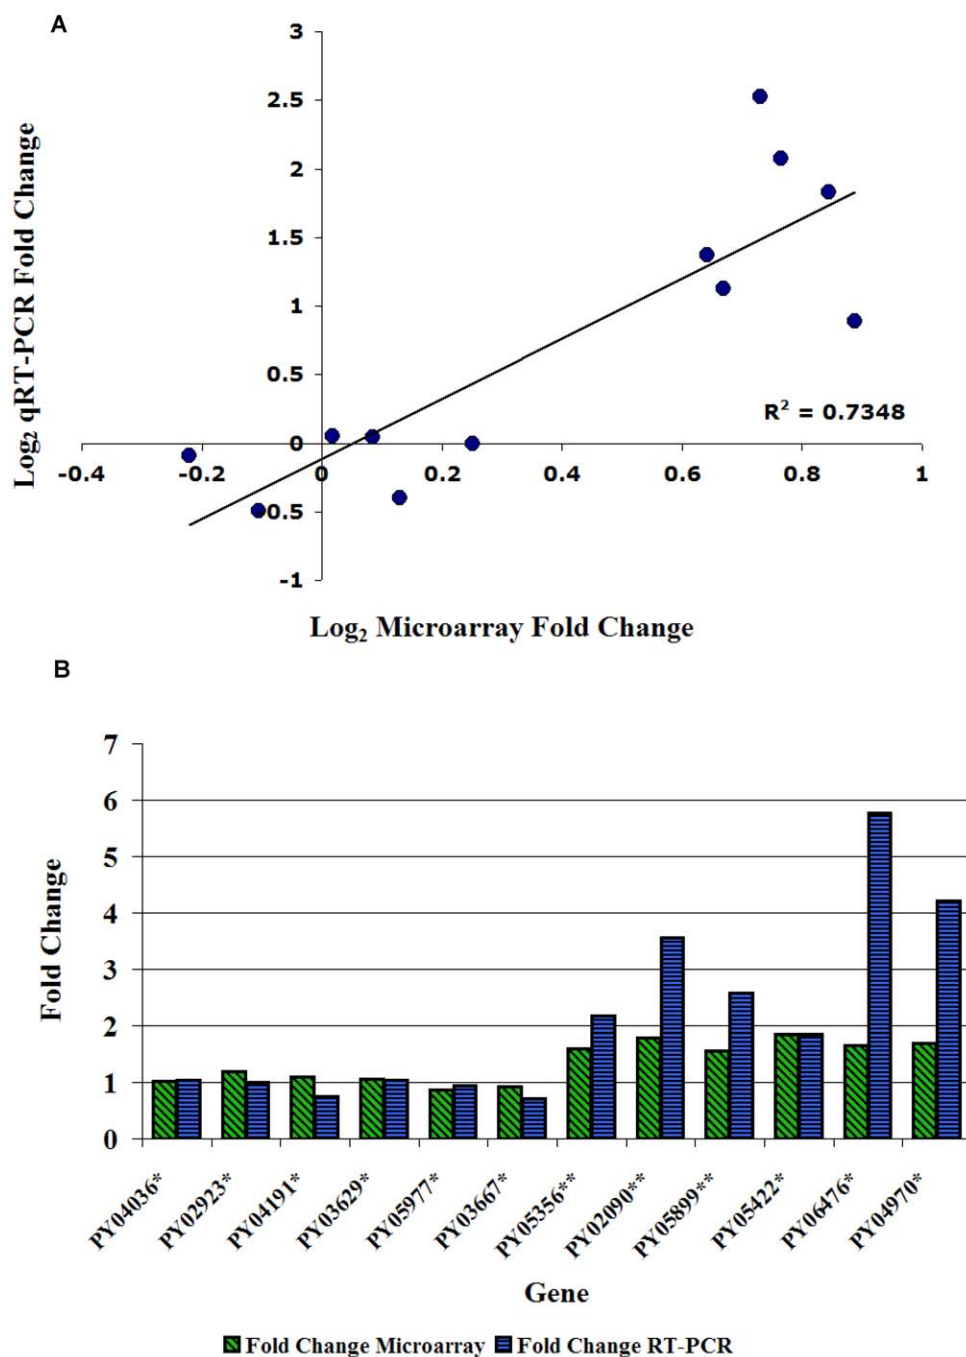 A
3
2.5
2
1.5
1
0.5
0
-0.5
-1
Log2 qRT-PCR Fold Change
R2 = 0.7348
-0.4 -0.2 0 0.2 0.4 0.6 0.8 1
Log2 Microarray Fold Change
B
7
6
5
4
3
2
1
0
Fold Change
PY04036* PY02923* PY04191* PY03629* PY05977* PY03667* PY05356** PY02090** PY05899** PY05422* PY06476* PY04970*
Gene
Fold Change Microarray Fold Change RT-PCR